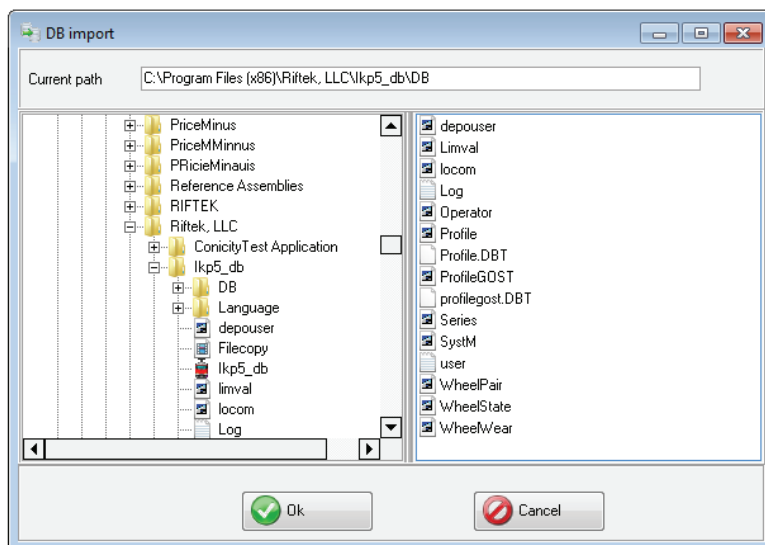 DB import
Current path
C:\Program Files (x86)\Riftek, LLC\Ikp5_db\DB
PriceMinus
PriceMMinnus
PRicieMinauis
Reference Assemblies
RIFTEK
Riftek, LLC
ConicityTest Application
Ikp5_db
DB
Language
depouser
Filecopy
Ikp5_db
limval
locom
Log
depouser
Limval
locom
Log
Operator
Profile
Profile.DBT
ProfileGOST
profilegost.DBT
Series
SystM
user
WheelPair
WheelState
WheelWear
Ok
Cancel